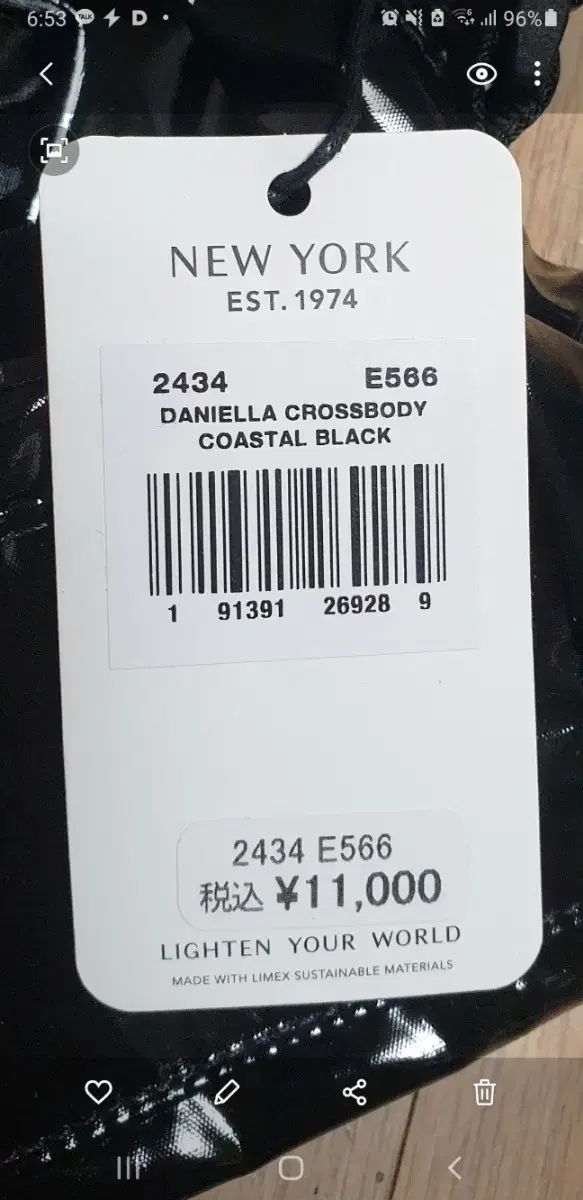 6:53
TALK
D
96%
NEW YORK
EST. 1974
2434 E566
DANIELLA CROSSBODY
COASTAL BLACK
1 91391 26928 9
2434 E566
税込 ¥11,000
LIGHTEN YOUR WORLD
MADE WITH LIMEX SUSTAINABLE MATERIALS